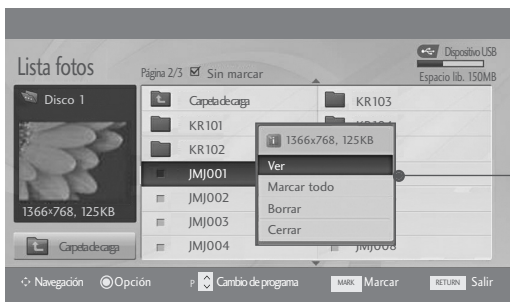 Lista fotos
Página 2/3 Sin marcar
Dispositivo USB
Espacio lib. 150MB
Disco 1
1366x768, 125KB
Carpeta de carga
Carpeta de carga
KR101
KR102
JMJ001
JMJ002
JMJ003
JMJ004
KR103
1366x768, 125KB
Ver
Marcar todo
Borrar
Cerrar
JMJ008
Navegación Opción P Cambio de programa MARK Marcar RETURN Salir